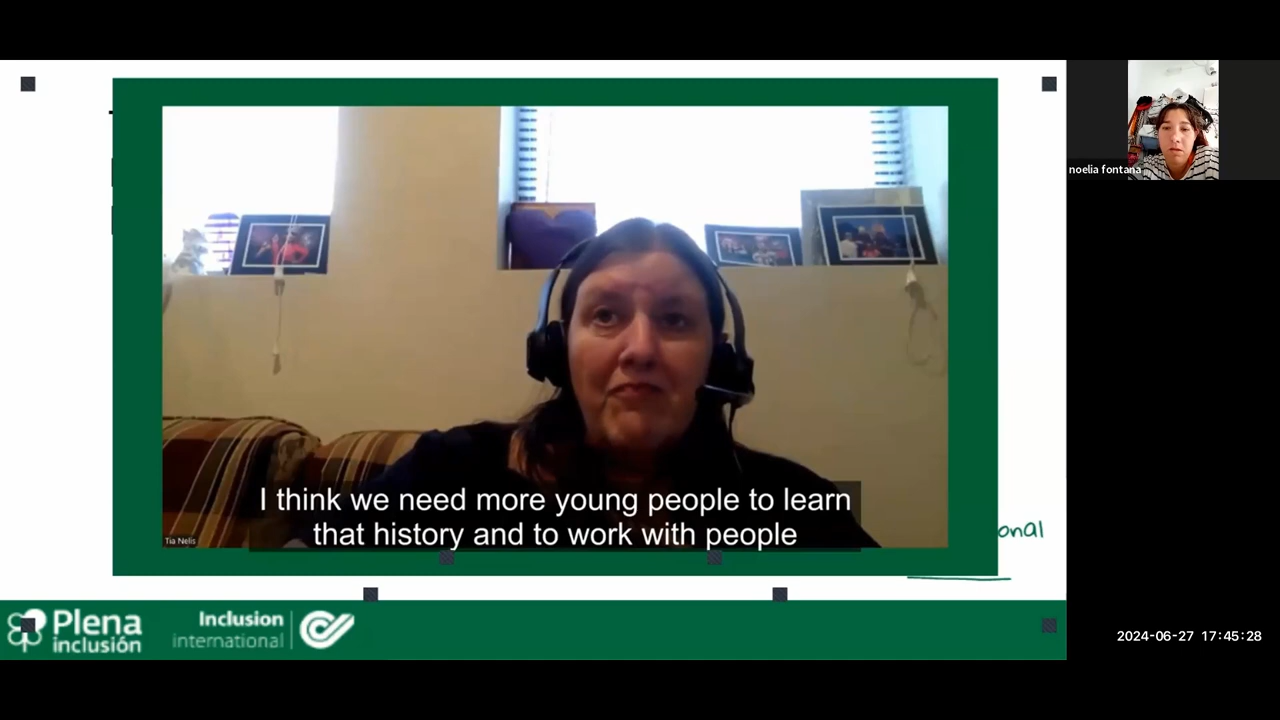 noelia fontana
I think we need more young people to learn
that history and to work with people
Tia Nelis
onal
Plena
inclusión
Inclusion
international
2024-06-27 17:45:28